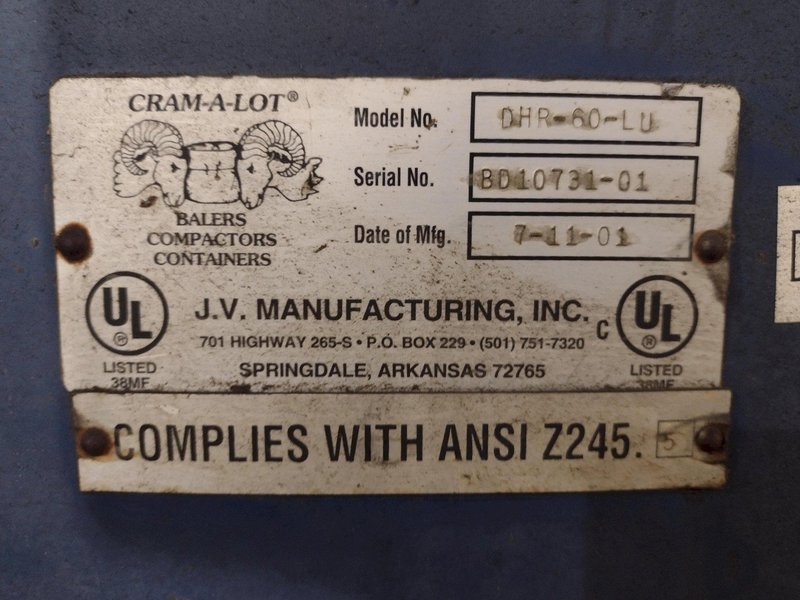 CRAM-A-LOT®
BALERS
COMPACTORS
CONTAINERS
Model No. DHR-60-LU
Serial No. BD10731-01
Date of Mfg. 7-11-01
UL ®
LISTED
38MF
J.V. MANUFACTURING, INC.
701 HIGHWAY 265-S • P.O. BOX 229 • (501) 751-7320
SPRINGDALE, ARKANSAS 72765
C UL ®
LISTED
38MF
COMPLIES WITH ANSI Z245. 5